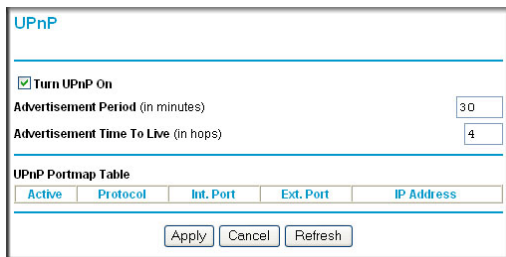 UPnP
Turn UPnP On
Advertisement Period (in minutes) 30
Advertisement Time To Live (in hops) 4
UPnP Portmap Table
Active Protocol Int. Port Ext. Port IP Address
Apply Cancel Refresh